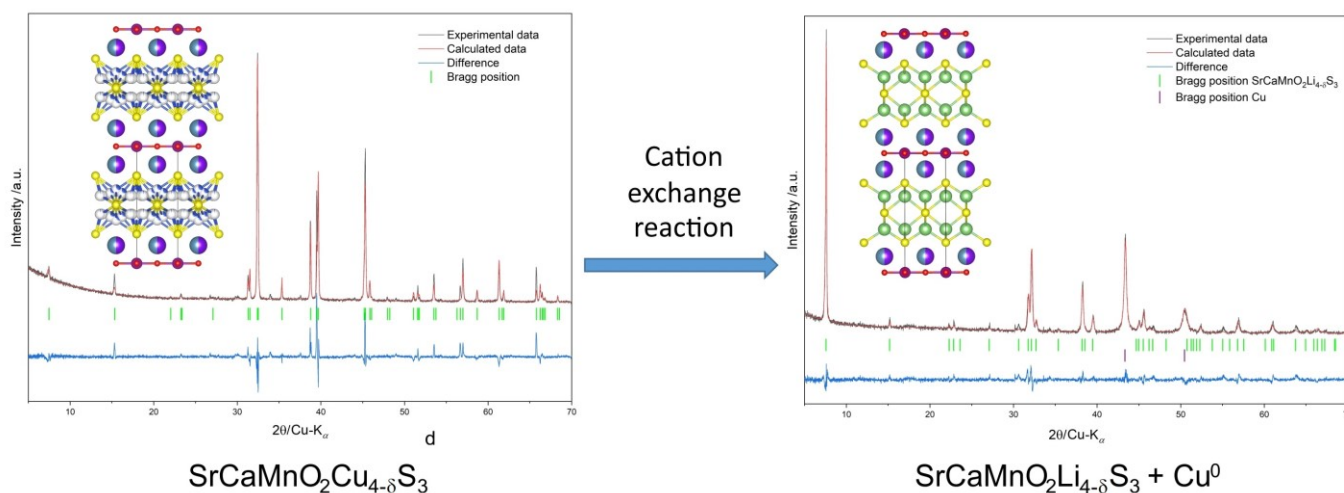 Experimental data
Calculated data
Difference
Bragg position
Intensity /a.u.
10
20
30
40
50
60
70
2θ/Cu-Kα
d
SrCaMnO₂Cu₄₋δS₃
Cation
exchange
reaction
Experimental data
Calculated data
Difference
Bragg position SrCaMnO₂Li₄₋δS₃
Bragg position Cu
Intensity /a.u.
10
20
30
40
50
60
70
2θ/Cu-Kα
SrCaMnO₂Li₄₋δS₃ + Cu⁰